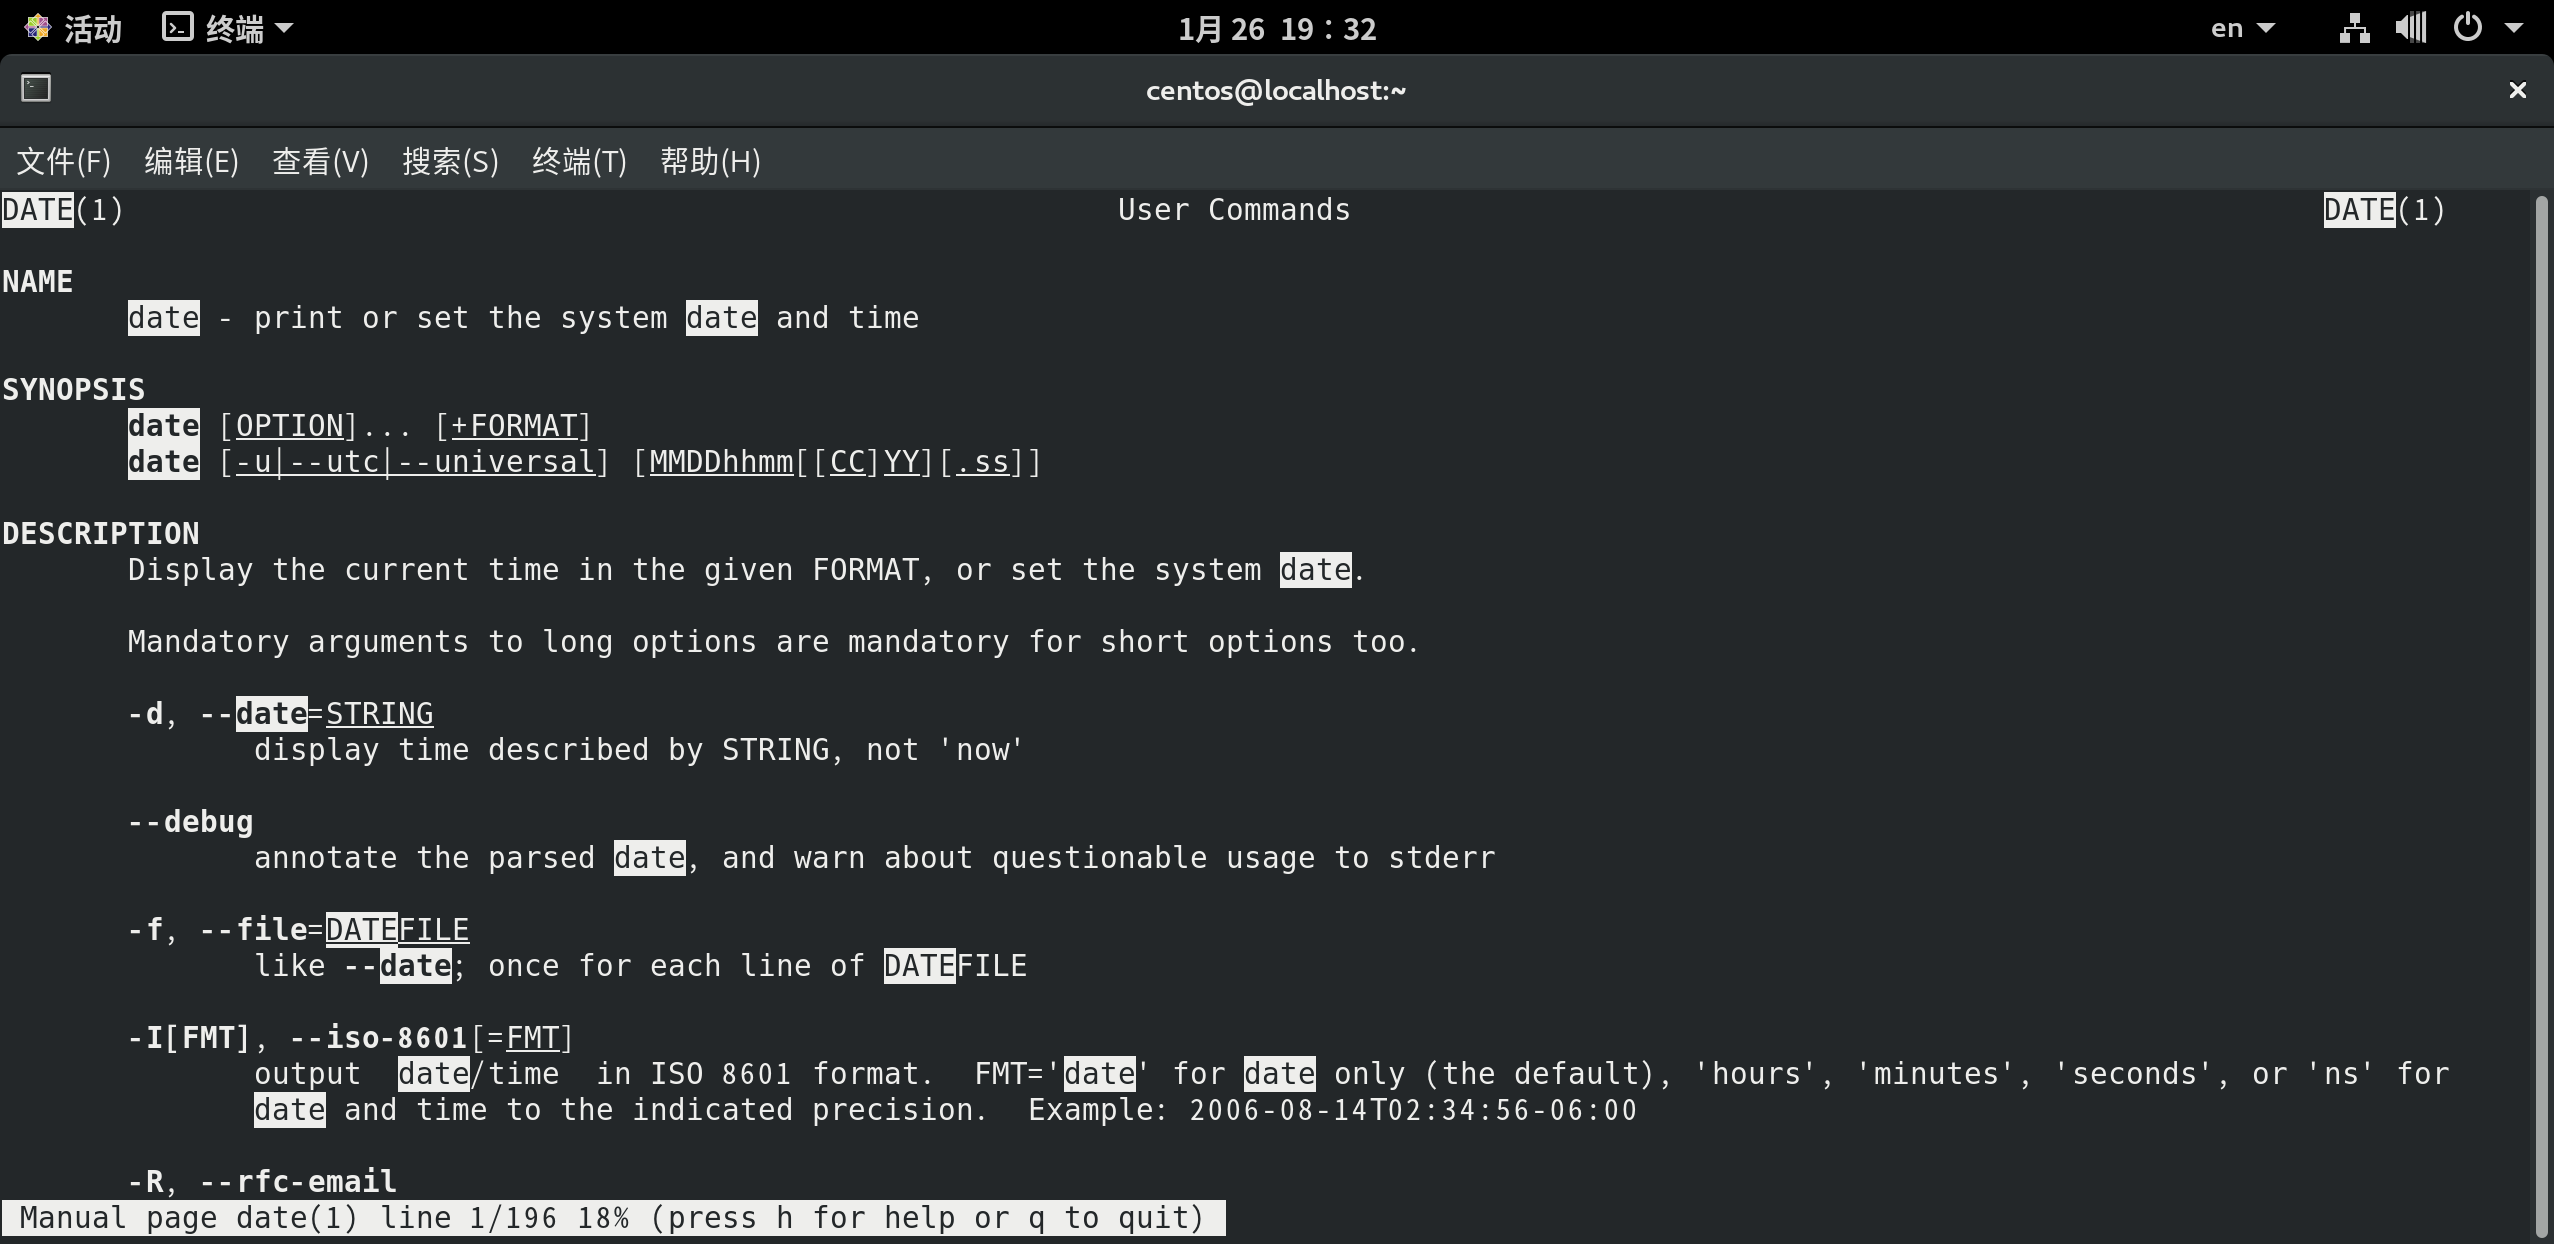 活动 终端 1月 26 19：32 en
centos@localhost:~
文件(F) 编辑(E) 查看(V) 搜索(S) 终端(T) 帮助(H)
DATE(1) User Commands DATE(1)
NAME
date - print or set the system date and time
SYNOPSIS
date [OPTION]... [+FORMAT]
date [-u|--utc|--universal] [MMDDhhmm[[CC]YY][.ss]]
DESCRIPTION
Display the current time in the given FORMAT, or set the system date.
Mandatory arguments to long options are mandatory for short options too.
-d, --date=STRING
display time described by STRING, not 'now'
--debug
annotate the parsed date, and warn about questionable usage to stderr
-f, --file=DATEFILE
like --date; once for each line of DATEFILE
-I[FMT], --iso-8601[=FMT]
output  date/time  in ISO 8601 format.  FMT='date' for date only (the default), 'hours', 'minutes', 'seconds', or 'ns' for
date and time to the indicated precision.  Example: 2006-08-14T02:34:56-06:00
-R, --rfc-email
Manual page date(1) line 1/196 18% (press h for help or q to quit)